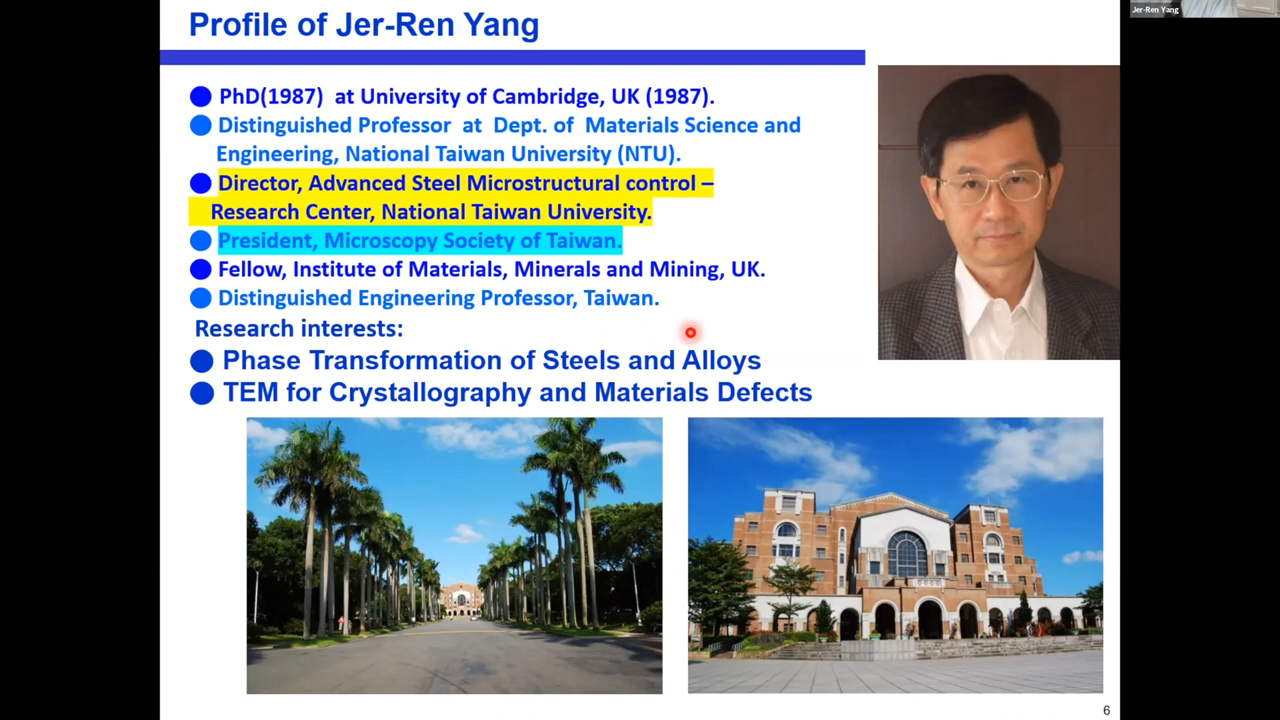 Profile of Jer-Ren Yang
Jer-Ren Yang
● PhD(1987) at University of Cambridge, UK (1987).
● Distinguished Professor at Dept. of Materials Science and
Engineering, National Taiwan University (NTU).
● Director, Advanced Steel Microstructural control –
Research Center, National Taiwan University.
● President, Microscopy Society of Taiwan.
● Fellow, Institute of Materials, Minerals and Mining, UK.
● Distinguished Engineering Professor, Taiwan.
Research interests:
● Phase Transformation of Steels and Alloys
● TEM for Crystallography and Materials Defects
6